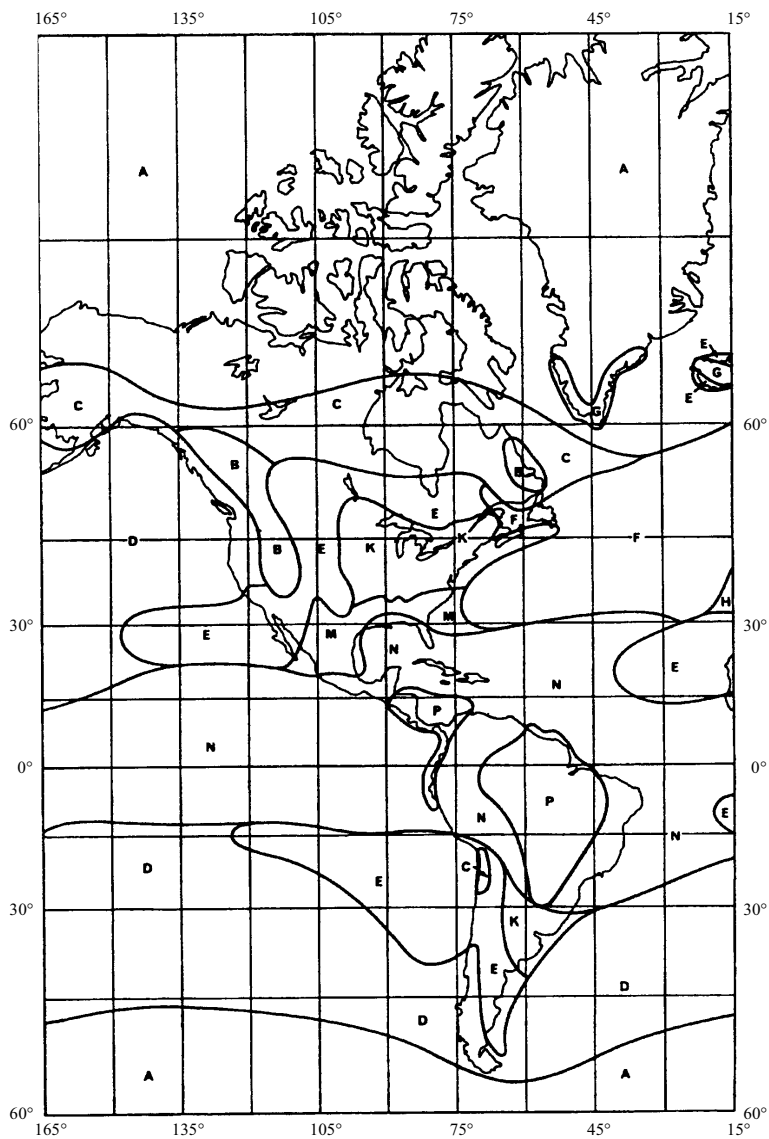 165° 135° 105° 75° 45° 15°
A A
E
G
E
C C G
60° 60°
B B C
E F
D B E K K F
H
30° M M 30°
E N E
N
P
N
0° 0°
P E
N N
D C
E
30° 30°
K
E
D D
A A
60° 60°
165° 135° 105° 75° 45° 15°